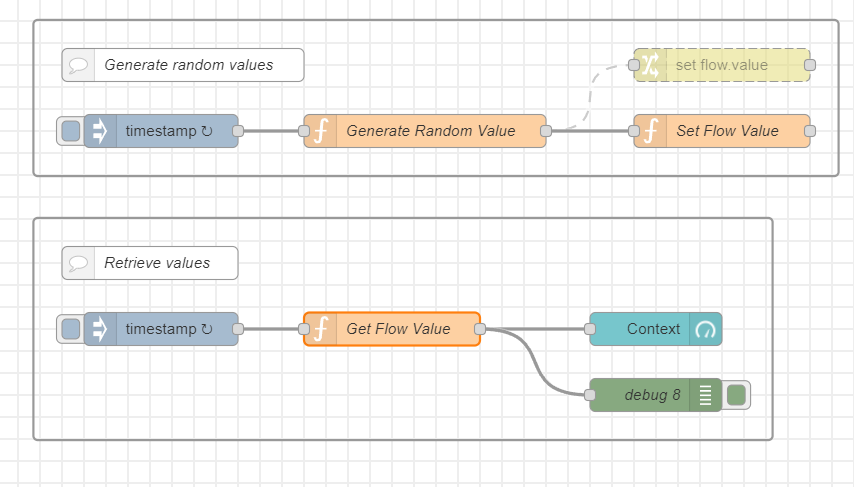 Generate random values
set flow.value
timestamp ↻
Generate Random Value
Set Flow Value
Retrieve values
timestamp ↻
Get Flow Value
Context
debug 8